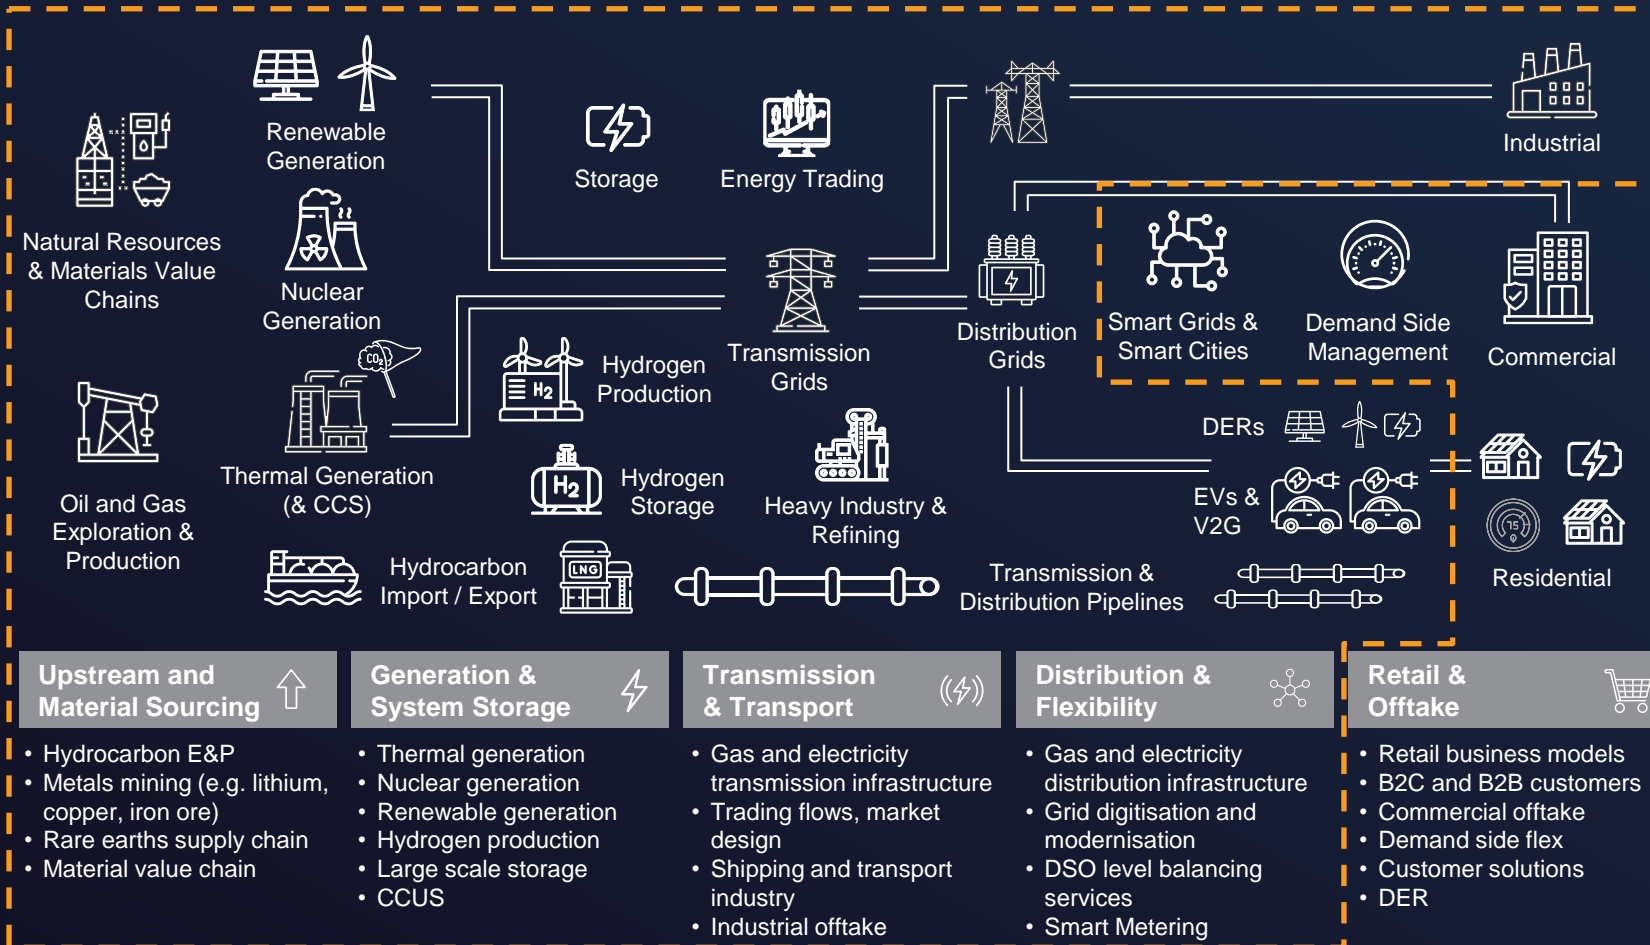 Renewable
Generation
Natural Resources
& Materials Value
Chains
Nuclear
Generation
Storage
Energy Trading
Industrial
Transmission
Grids
Distribution
Grids
Smart Grids &
Smart Cities
Demand Side
Management
Commercial
CO2
Thermal Generation
(& CCS)
Oil and Gas
Exploration &
Production
H2
Hydrogen
Production
H2
Hydrogen
Storage
Heavy Industry &
Refining
DERs
EVs &
V2G
75
Residential
Hydrocarbon
Import / Export
LNG
Transmission &
Distribution Pipelines
Upstream and
Material Sourcing
• Hydrocarbon E&P
• Metals mining (e.g. lithium,
copper, iron ore)
• Rare earths supply chain
• Material value chain
Generation &
System Storage
• Thermal generation
• Nuclear generation
• Renewable generation
• Hydrogen production
• Large scale storage
• CCUS
Transmission
& Transport
• Gas and electricity
transmission infrastructure
• Trading flows, market
design
• Shipping and transport
industry
• Industrial offtake
Distribution &
Flexibility
• Gas and electricity
distribution infrastructure
• Grid digitisation and
modernisation
• DSO level balancing
services
• Smart Metering
Retail &
Offtake
• Retail business models
• B2C and B2B customers
• Commercial offtake
• Demand side flex
• Customer solutions
• DER